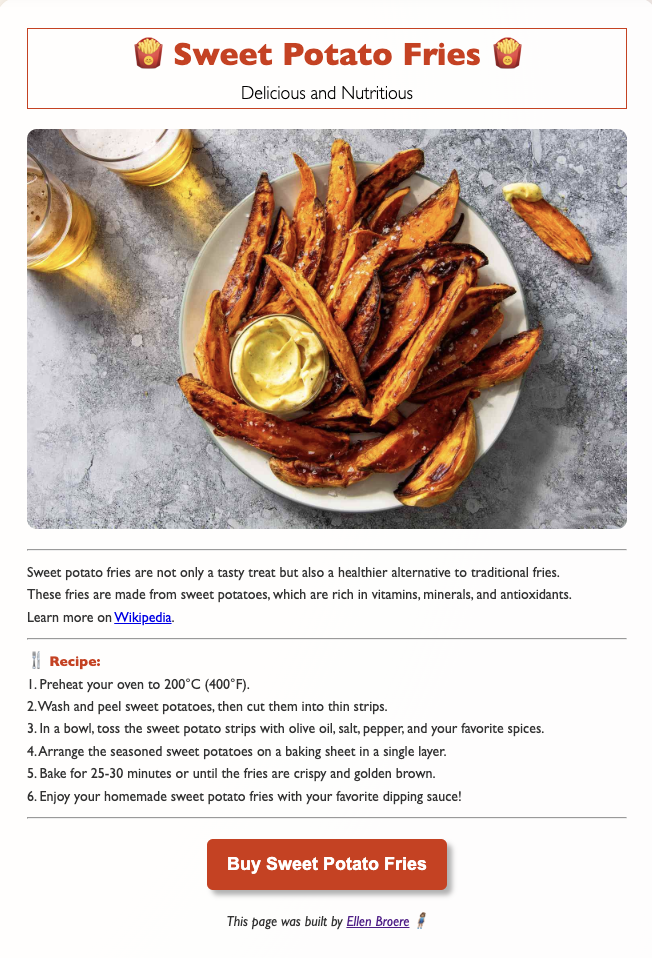 🍟 Sweet Potato Fries 🍟
Delicious and Nutritious
Sweet potato fries are not only a tasty treat but also a healthier alternative to traditional fries.
These fries are made from sweet potatoes, which are rich in vitamins, minerals, and antioxidants.
Learn more on Wikipedia.
🍴 Recipe:
1. Preheat your oven to 200°C (400°F).
2. Wash and peel sweet potatoes, then cut them into thin strips.
3. In a bowl, toss the sweet potato strips with olive oil, salt, pepper, and your favorite spices.
4. Arrange the seasoned sweet potatoes on a baking sheet in a single layer.
5. Bake for 25-30 minutes or until the fries are crispy and golden brown.
6. Enjoy your homemade sweet potato fries with your favorite dipping sauce!
Buy Sweet Potato Fries
This page was built by Ellen Broere